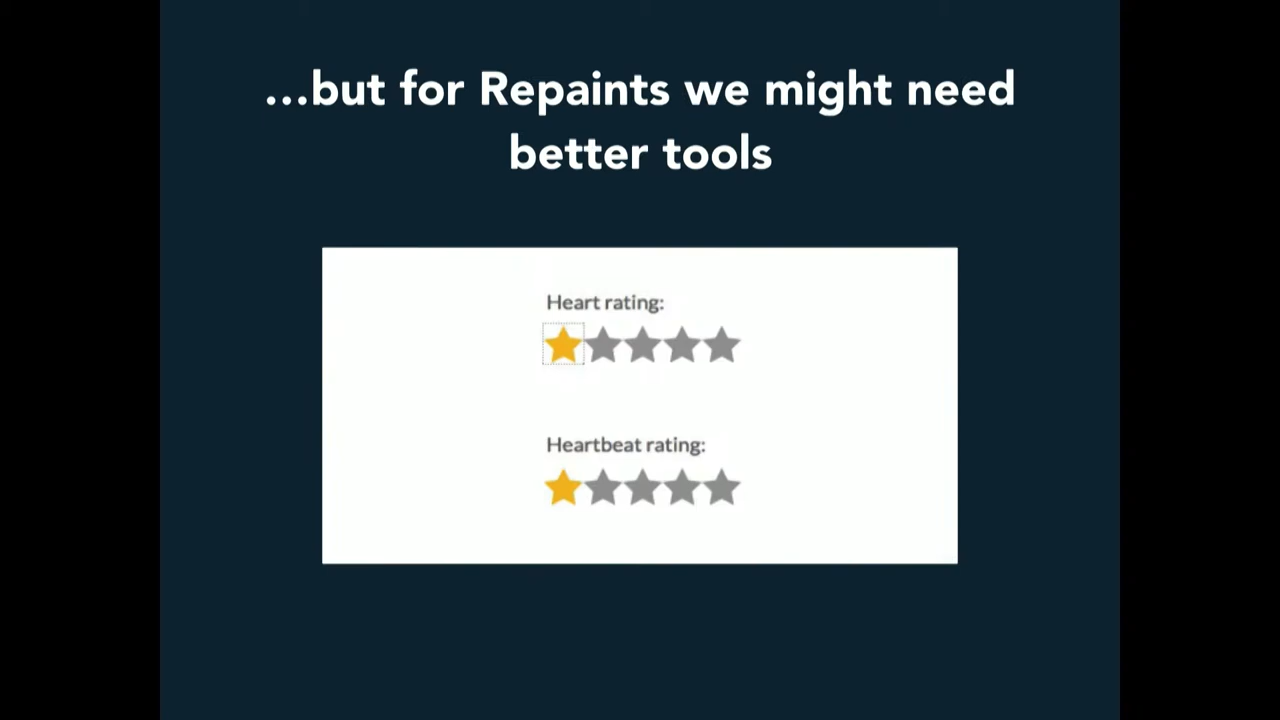 ...but for Repaints we might need
better tools
Heart rating:
Heartbeat rating: